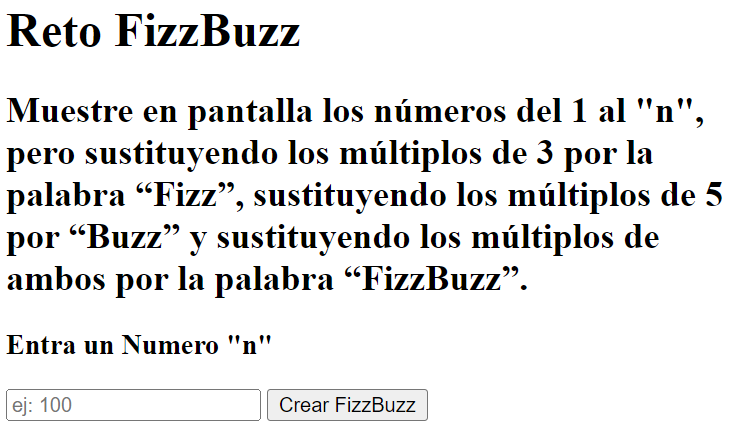 Reto FizzBuzz
Muestre en pantalla los números del 1 al "n",
pero sustituyendo los múltiplos de 3 por la
palabra “Fizz”, sustituyendo los múltiplos de 5
por “Buzz” y sustituyendo los múltiplos de
ambos por la palabra “FizzBuzz”.
Entra un Numero "n"
ej: 100 Crear FizzBuzz